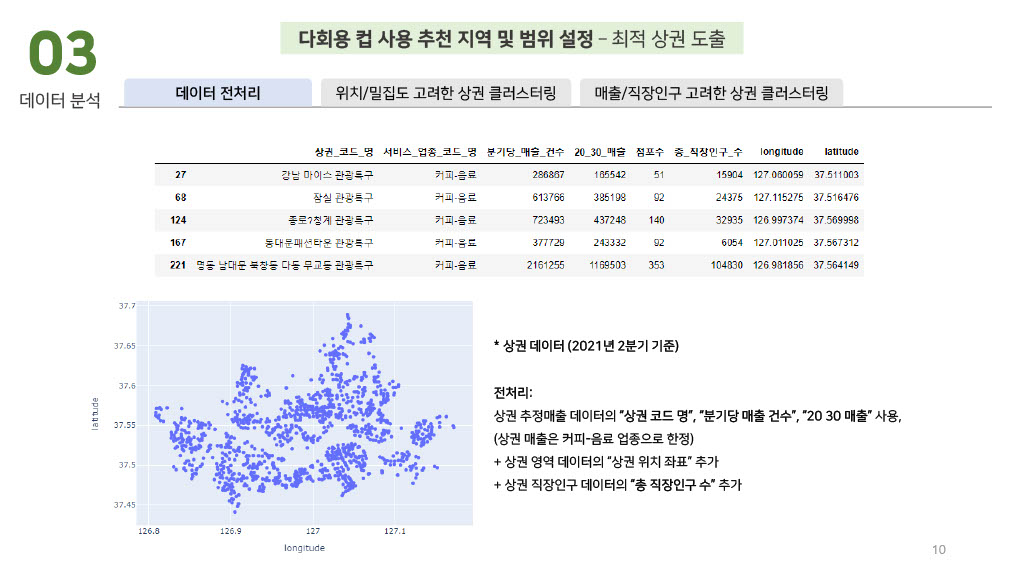 03
데이터 분석
다회용 컵 사용 추천 지역 및 범위 설정 – 최적 상권 도출
데이터 전처리
위치/밀집도 고려한 상권 클러스터링
매출/직장인구 고려한 상권 클러스터링
상권_코드_명 서비스_업종_코드_명 분기당_매출_건수 20_30_매출 점포수 총_직장인구_수 longitude latitude
27 강남 마이스 관광특구 커피-음료 286867 165542 51 15904 127.060059 37.511003
68 잠실 관광특구 커피-음료 613766 385198 92 24375 127.115275 37.516476
124 종로?청계 관광특구 커피-음료 723493 437248 140 32935 126.997374 37.569998
167 동대문패션타운 관광특구 커피-음료 377729 243332 92 6054 127.011025 37.567312
221 명동 남대문 북창동 다동 무교동 관광특구 커피-음료 2161255 1169503 353 104830 126.981856 37.564149
37.7
37.65
37.6
37.55
37.5
37.45
latitude
126.8 126.9 127 127.1
longitude
* 상권 데이터 (2021년 2분기 기준)
전처리:
상권 추정매출 데이터의 "상권 코드 명", "분기당 매출 건수", "20 30 매출" 사용,
(상권 매출은 커피-음료 업종으로 한정)
+ 상권 영역 데이터의 "상권 위치 좌표" 추가
+ 상권 직장인구 데이터의 "총 직장인구 수" 추가
10